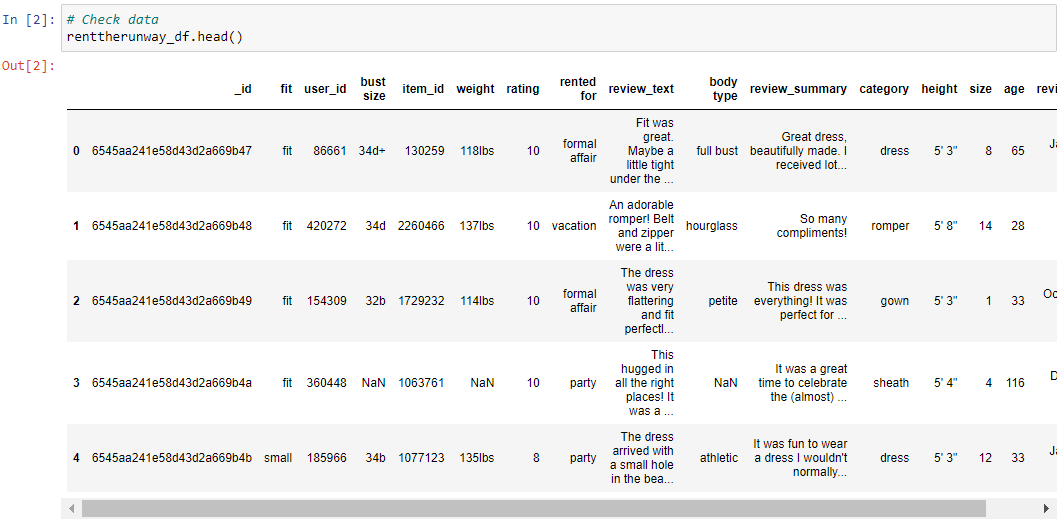 In [2]: # Check data
renttherunway_df.head()
Out[2]:
_id fit user_id bust size item_id weight rating rented for review_text body type review_summary category height size age revi
0 6545aa241e58d43d2a669b47 fit 86661 34d+ 130259 118lbs 10 formal affair Fit was great. Maybe a little tight under the ... full bust Great dress, beautifully made. I received lot... dress 5' 3" 8 65 Ja
1 6545aa241e58d43d2a669b48 fit 420272 34d 2260466 137lbs 10 vacation An adorable romper! Belt and zipper were a lit... hourglass So many compliments! romper 5' 8" 14 28
2 6545aa241e58d43d2a669b49 fit 154309 32b 1729232 114lbs 10 formal affair The dress was very flattering and fit perfectl... petite This dress was everything! It was perfect for ... gown 5' 3" 1 33 Oc
3 6545aa241e58d43d2a669b4a fit 360448 NaN 1063761 NaN 10 party This hugged in all the right places! It was a ... NaN It was a great time to celebrate the (almost) ... sheath 5' 4" 4 116 D
4 6545aa241e58d43d2a669b4b small 185966 34b 1077123 135lbs 8 party The dress arrived with a small hole in the bea... athletic It was fun to wear a dress I wouldn't normally... dress 5' 3" 12 33 Ja